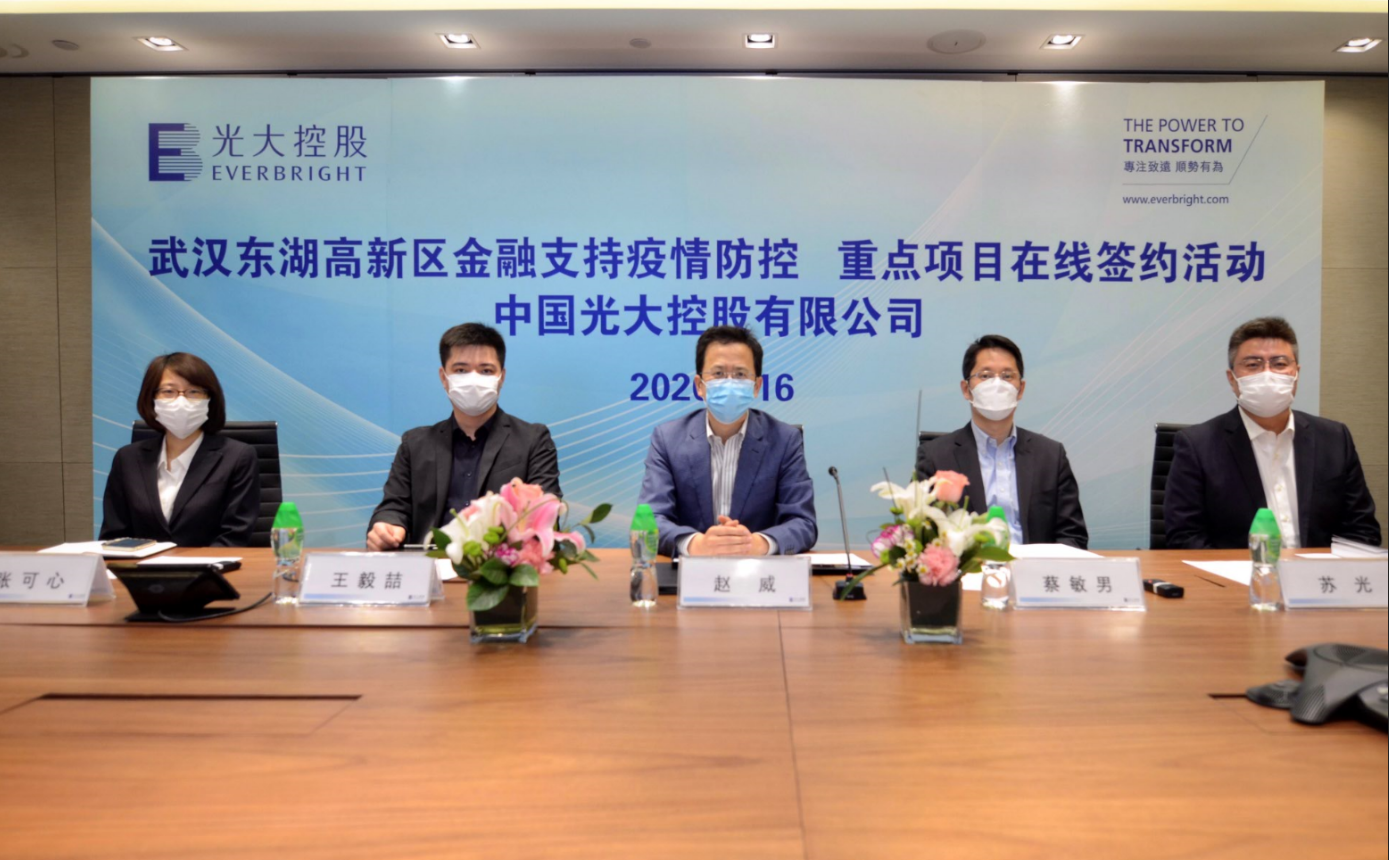 光大控股
EVERBRIGHT
THE POWER TO
TRANSFORM
專注致遠 順勢有為
www.everbright.com
武汉东湖高新区金融支持疫情防控 重点项目在线签约活动
中国光大控股有限公司
202 16
张可心
王毅喆
赵威
蔡敏男
苏光